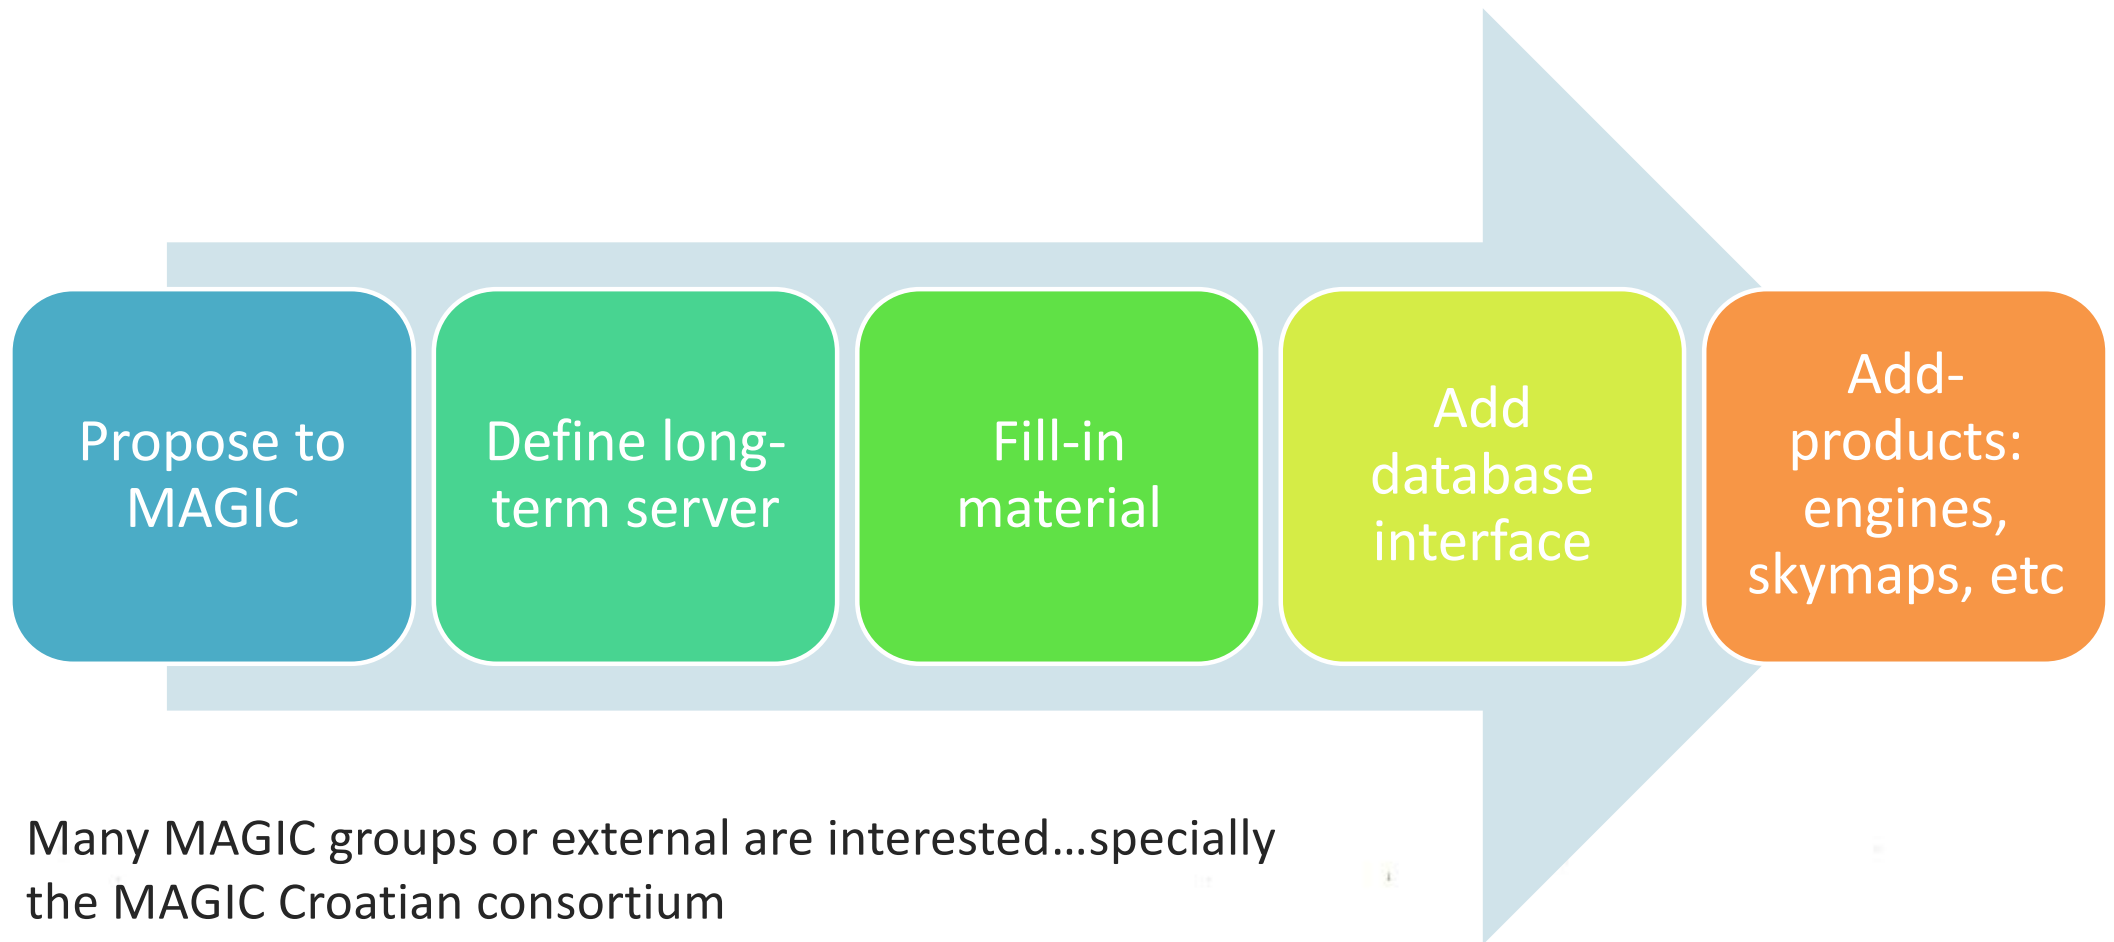 Propose to
MAGIC
Define long-
term server
Fill-in
material
Add
database
interface
Add-
products:
engines,
skymaps, etc
Many MAGIC groups or external are interested...specially
the MAGIC Croatian consortium